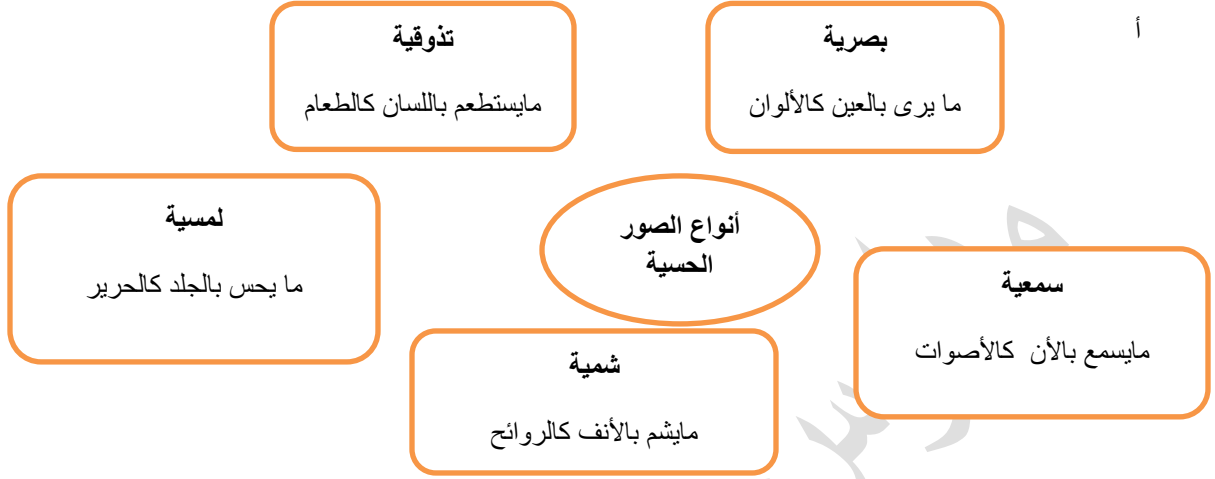 أ
بصرية
ما يرى بالعين كالألوان
تذوقية
مايستطعم باللسان كالطعام
أنواع الصور
الحسية
لمسية
ما يحس بالجلد كالحرير
سمعية
مايسمع بالأن كالأصوات
شمية
مايشم بالأنف كالروائح